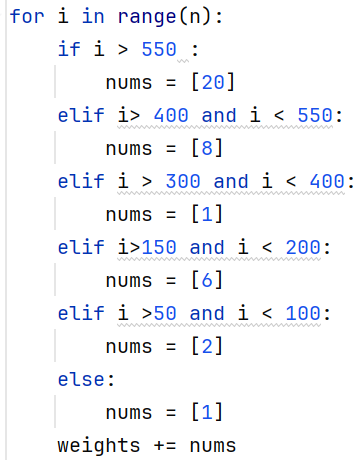 for i in range(n):
    if i > 550 :
        nums = [20]
    elif i> 400 and i < 550:
        nums = [8]
    elif i > 300 and i < 400:
        nums = [1]
    elif i>150 and i < 200:
        nums = [6]
    elif i >50 and i < 100:
        nums = [2]
    else:
        nums = [1]
    weights += nums